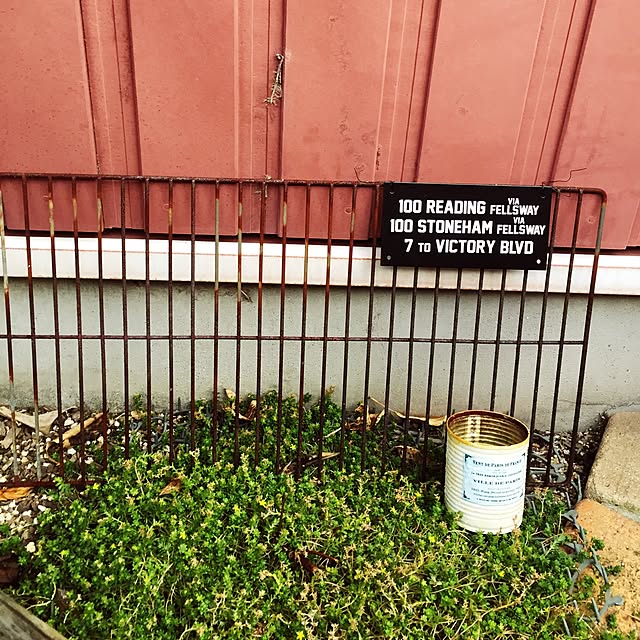 100 READING VIA FELLSWAY
100 STONEHAM VIA FELLSWAY
7 TO VICTORY BLVD
VILLE DE PARIS